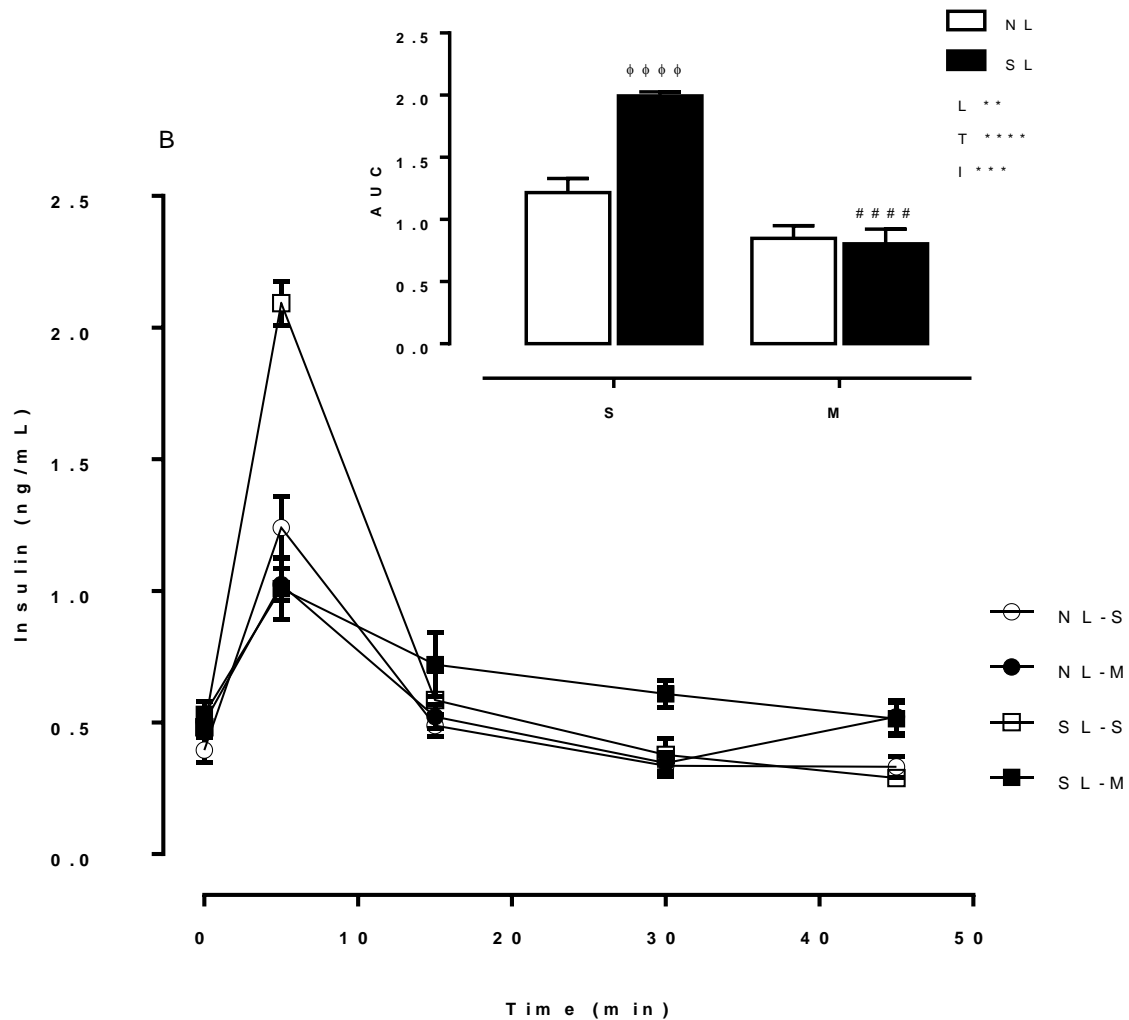 B
2.5
2.0
1.5
1.0
0.5
0.0
Insulin (ng/mL)
0 10 20 30 40 50
Time (min)
2.5
2.0
1.5
1.0
0.5
0.0
AUC
ϕϕϕϕ
####
S M
NL
SL
L **
T ****
I ***
NL-S
NL-M
SL-S
SL-M